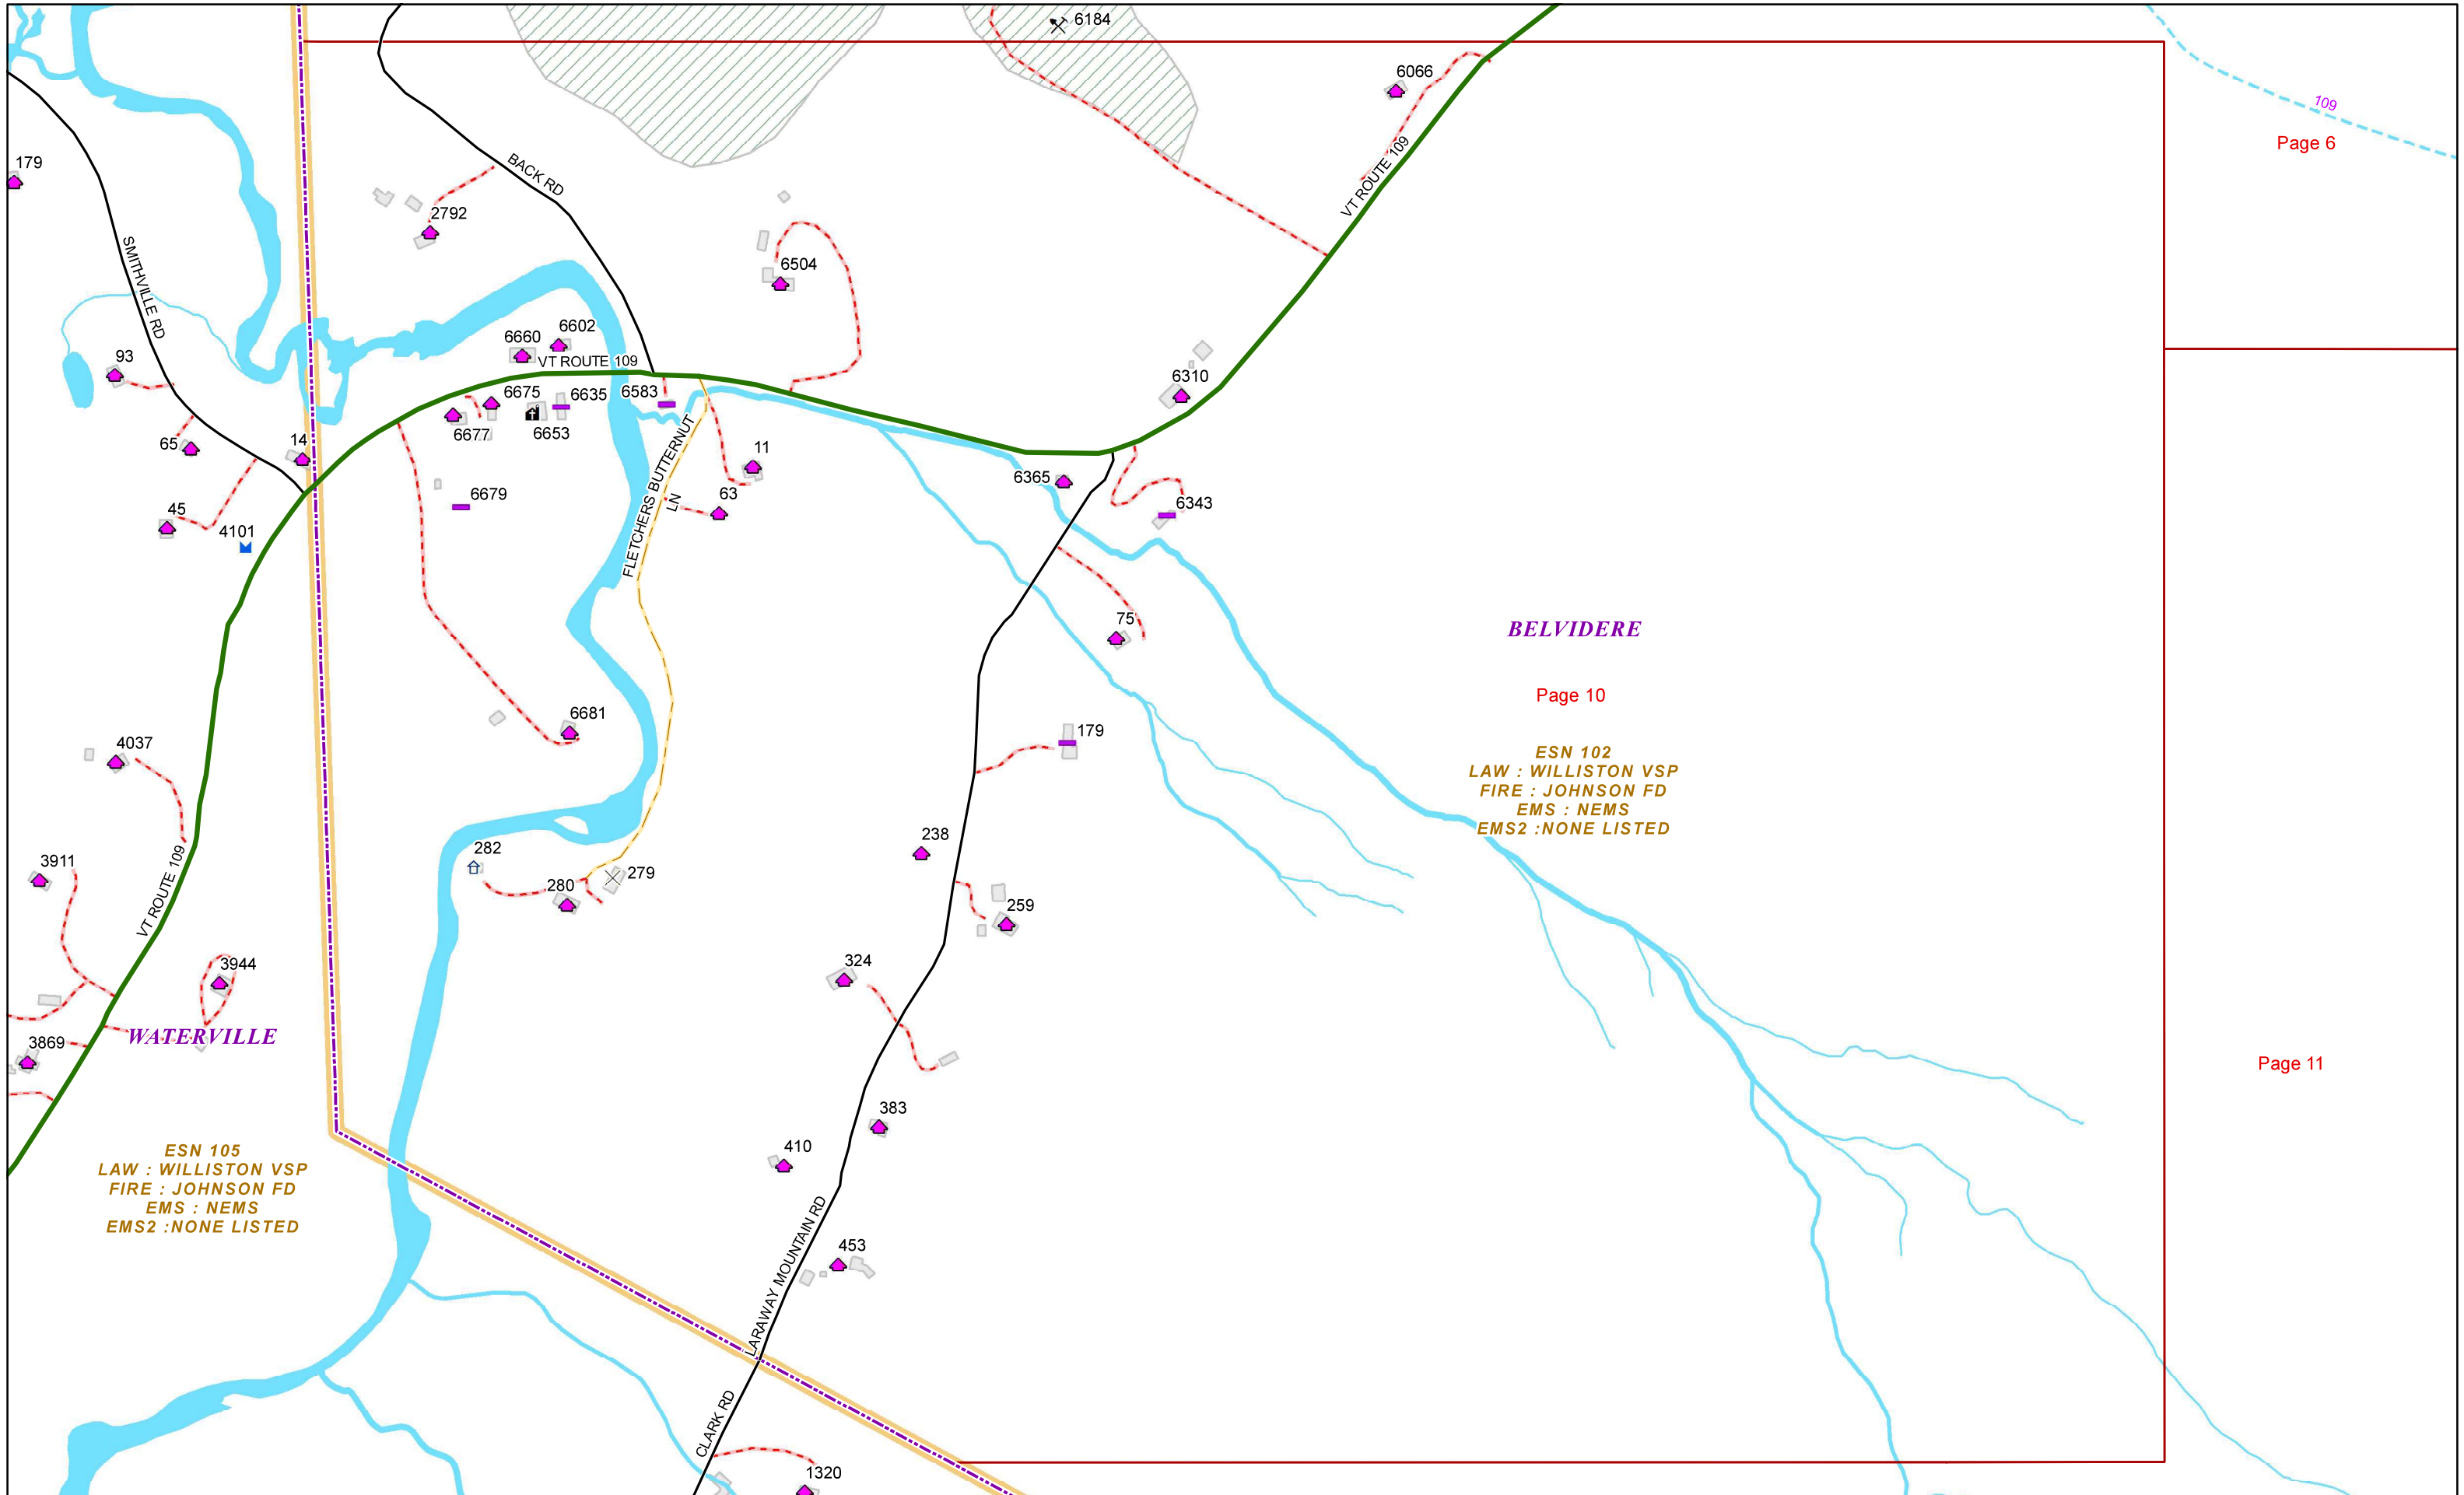 6184
6066
109
Page 6
179
BACK RD
VT ROUTE 109
2792
SMITHVILLE RD
6504
6602
6660
VT ROUTE 109
93
6310
6675
6635
6583
6677
6653
65
14
11
6365
6679
63
6343
FLETCHERS BUTTERNUT
LN
45
4101
75
BELVIDERE
Page 10
6681
179
4037
ESN 102
LAW : WILLISTON VSP
FIRE : JOHNSON FD
EMS : NEMS
EMS2 :NONE LISTED
238
282
3911
280
279
VT ROUTE 109
259
324
3944
WATERVILLE
3869
Page 11
383
410
ESN 105
LAW : WILLISTON VSP
FIRE : JOHNSON FD
EMS : NEMS
EMS2 :NONE LISTED
453
LARAWAY MOUNTAIN RD
CLARK RD
1320